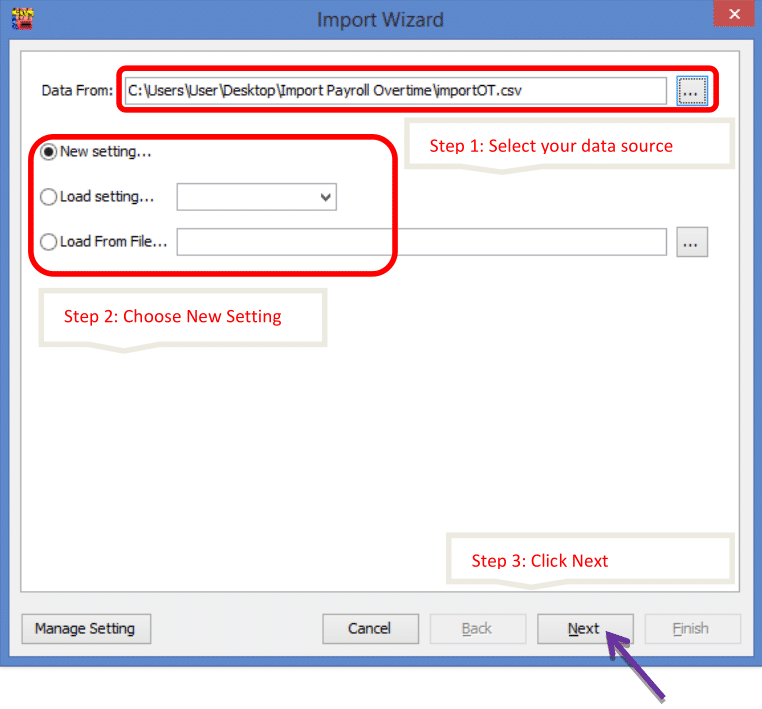 Import Wizard
Data From: C:\Users\User\Desktop\Import Payroll Overtime\importOT.csv ...
Step 1: Select your data source
New setting...
Load setting...
Load From File... ...
Step 2: Choose New Setting
Step 3: Click Next
Manage Setting Cancel Back Next Finish